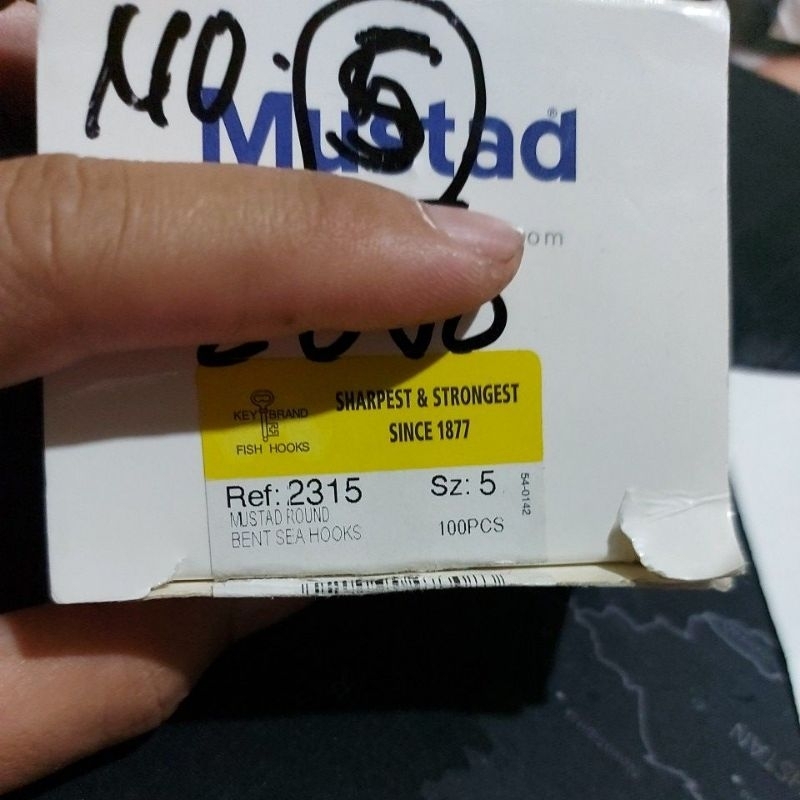 NO. 5
Mustad®
om
KEY BRAND
FISH HOOKS
SHARPEST & STRONGEST
SINCE 1877
Ref: 2315
MUSTAD ROUND
BENT SEA HOOKS
Sz: 5
100PCS
54-0142